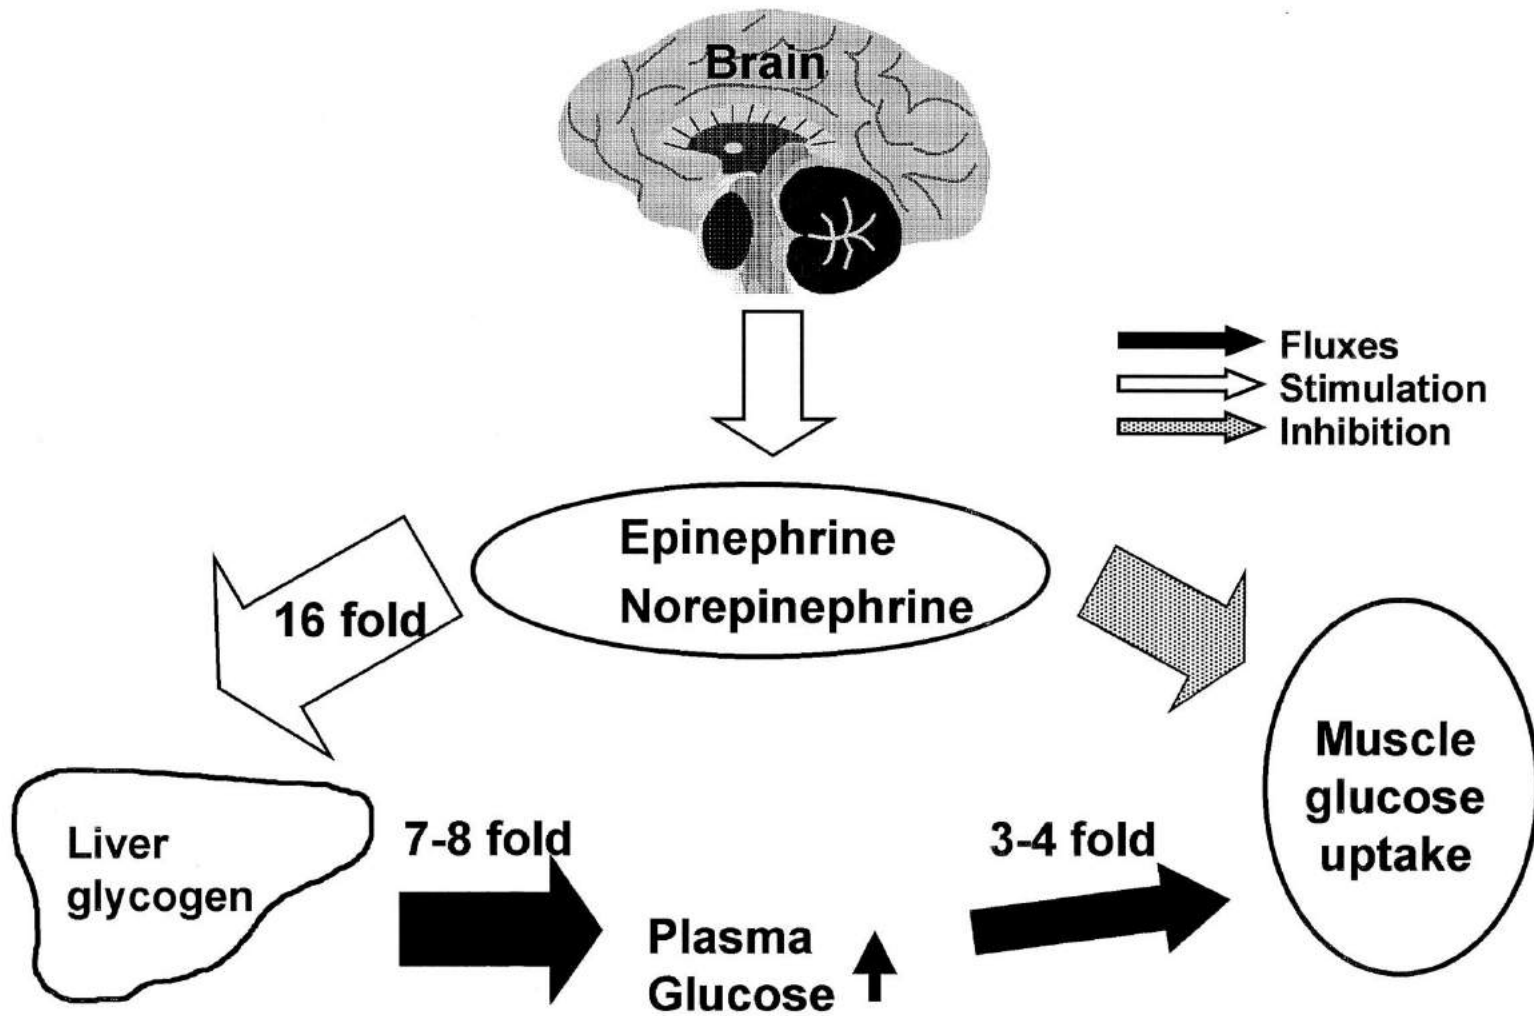 Brain
Fluxes
Stimulation
Inhibition
Epinephrine
Norepinephrine
16 fold
Liver
glycogen
7-8 fold
Plasma
Glucose
3-4 fold
Muscle
glucose
uptake